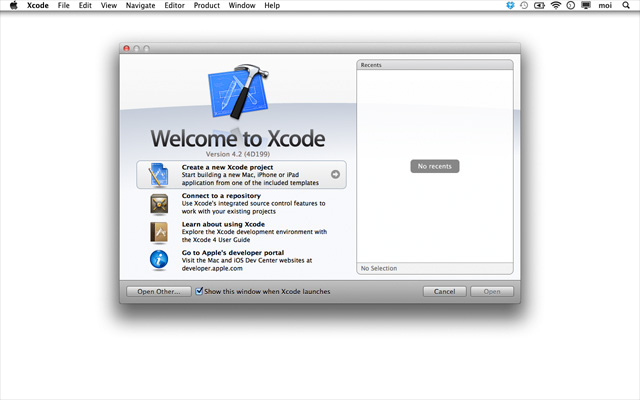 Xcode File Edit View Navigate Editor Product Window Help moi
Welcome to Xcode
Version 4.2 (4D199)
Create a new Xcode project
Start building a new Mac, iPhone or iPad
application from one of the included templates
Connect to a repository
Use Xcode's integrated source control features to
work with your existing projects
Learn about using Xcode
Explore the Xcode development environment with
the Xcode 4 User Guide
Go to Apple's developer portal
Visit the Mac and iOS Dev Center websites at
developer.apple.com
Recents
No recents
No Selection
Open Other... Show this window when Xcode launches Cancel Open